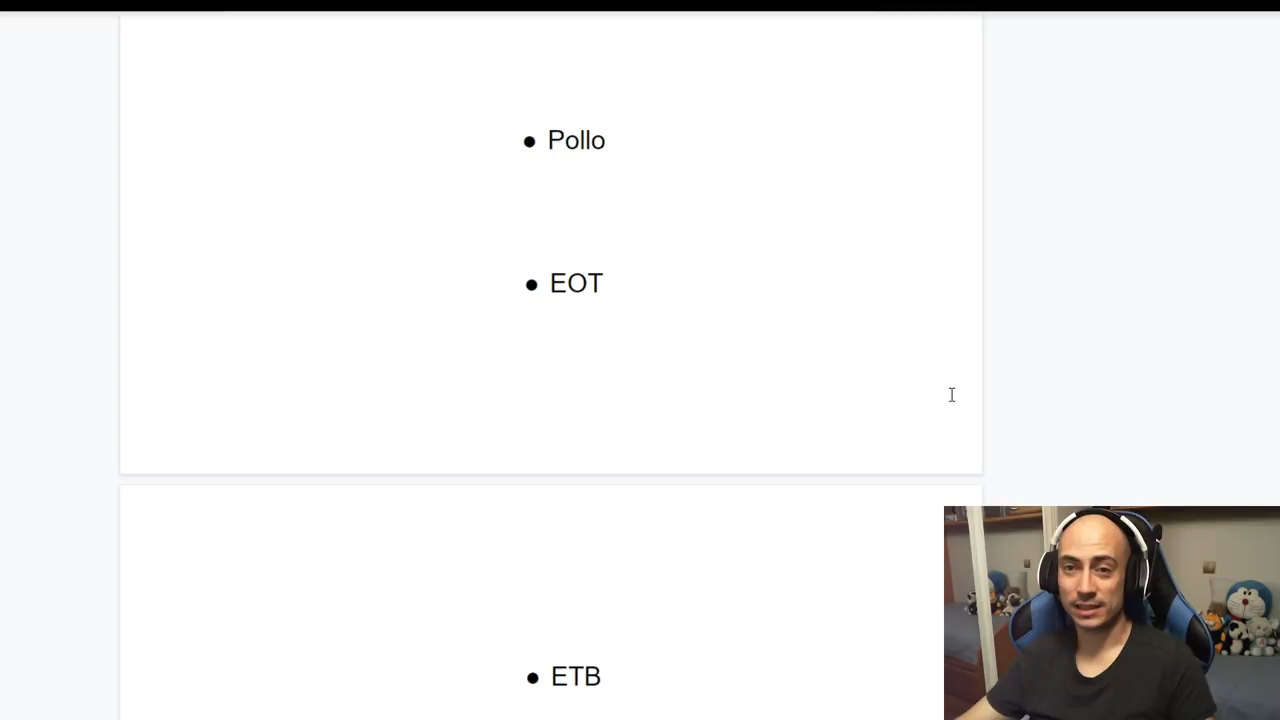 ● Pollo
● EOT
● ETB